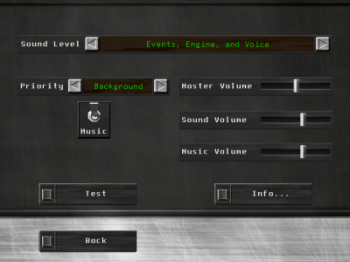 Sound Level
Events, Engine, and Voice
Priority
Background
Master Volume
Music
Sound Volume
Music Volume
Test
Info...
Back